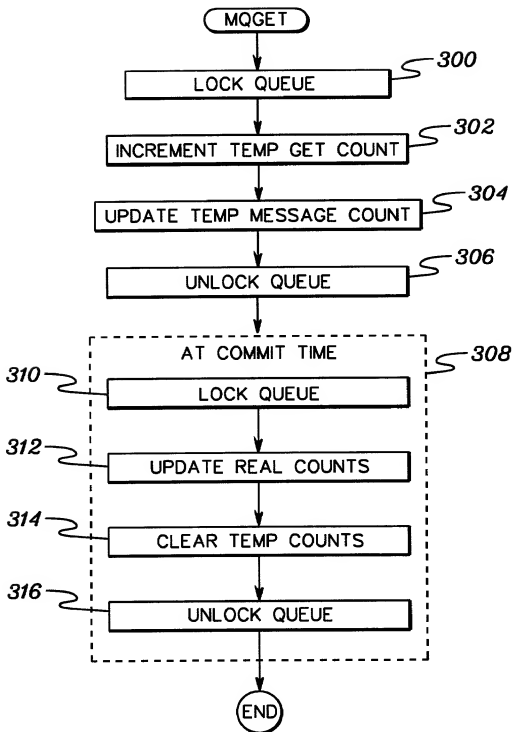 MQGET
300
LOCK QUEUE
302
INCREMENT TEMP GET COUNT
304
UPDATE TEMP MESSAGE COUNT
306
UNLOCK QUEUE
308
AT COMMIT TIME
310
LOCK QUEUE
312
UPDATE REAL COUNTS
314
CLEAR TEMP COUNTS
316
UNLOCK QUEUE
END